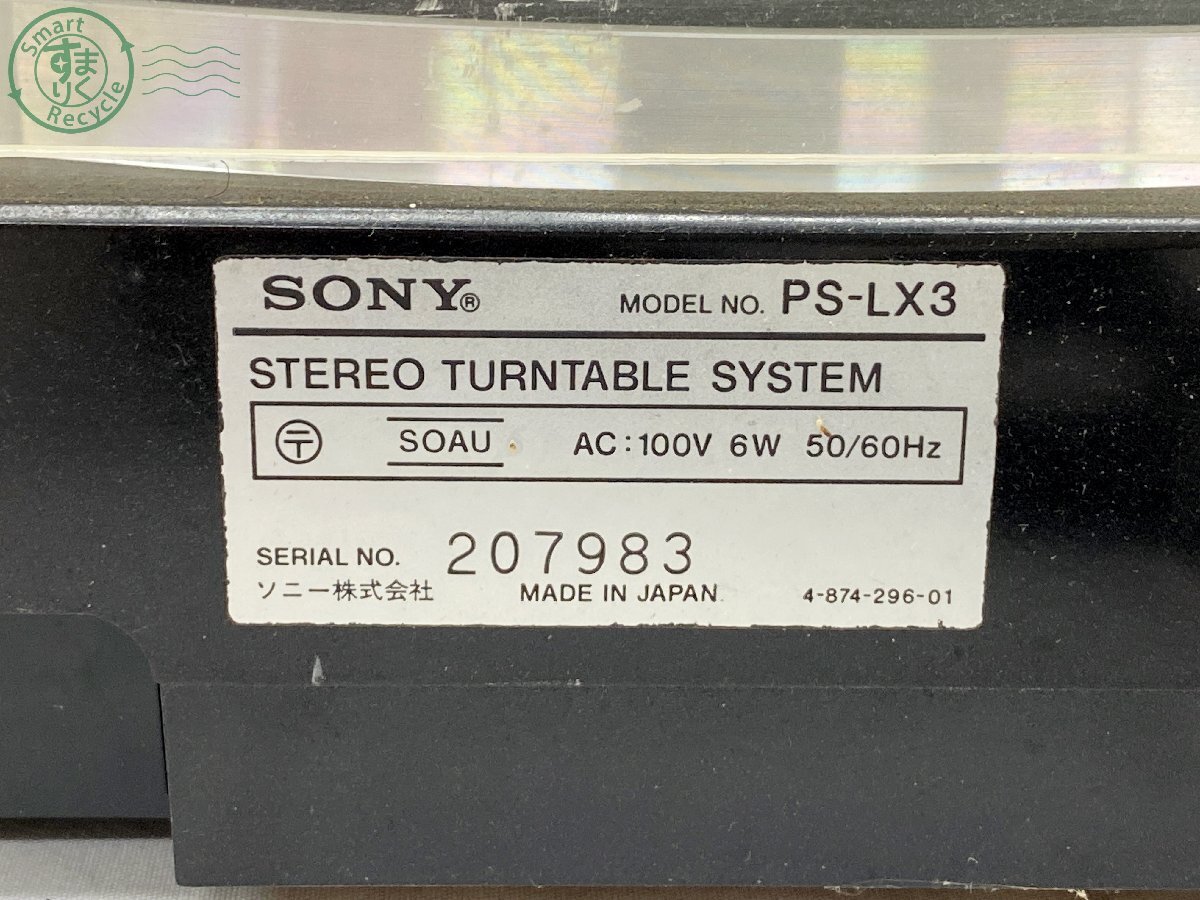 Smart
すまりく
Recycle
SONY®
MODEL NO. PS-LX3
STEREO TURNTABLE SYSTEM
〒 SOAU AC:100V 6W 50/60Hz
SERIAL NO. 207983
ソニー株式会社 MADE IN JAPAN 4-874-296-01